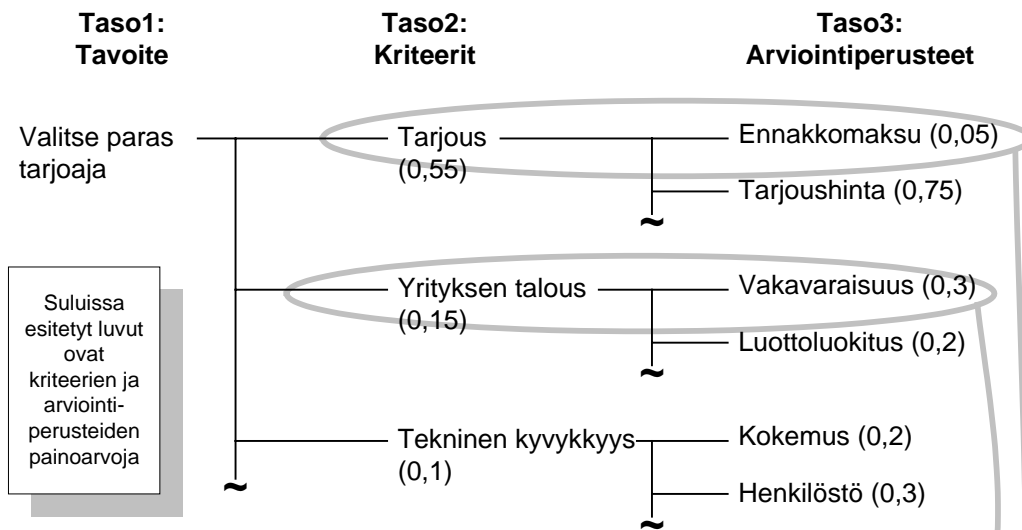 Taso1:
Tavoite
Taso2:
Kriteerit
Taso3:
Arviointiperusteet
Valitse paras
tarjoaja
Tarjous
(0,55)
Ennakkomaksu (0,05)
Tarjoushinta (0,75)
~
Yrityksen talous
(0,15)
Vakavaraisuus (0,3)
Luottoluokitus (0,2)
~
Tekninen kyvykkyys
(0,1)
Kokemus (0,2)
Henkilöstö (0,3)
~
~
Suluissa
esitetyt luvut
ovat
kriteerien ja
arviointi-
perusteiden
painoarvoja